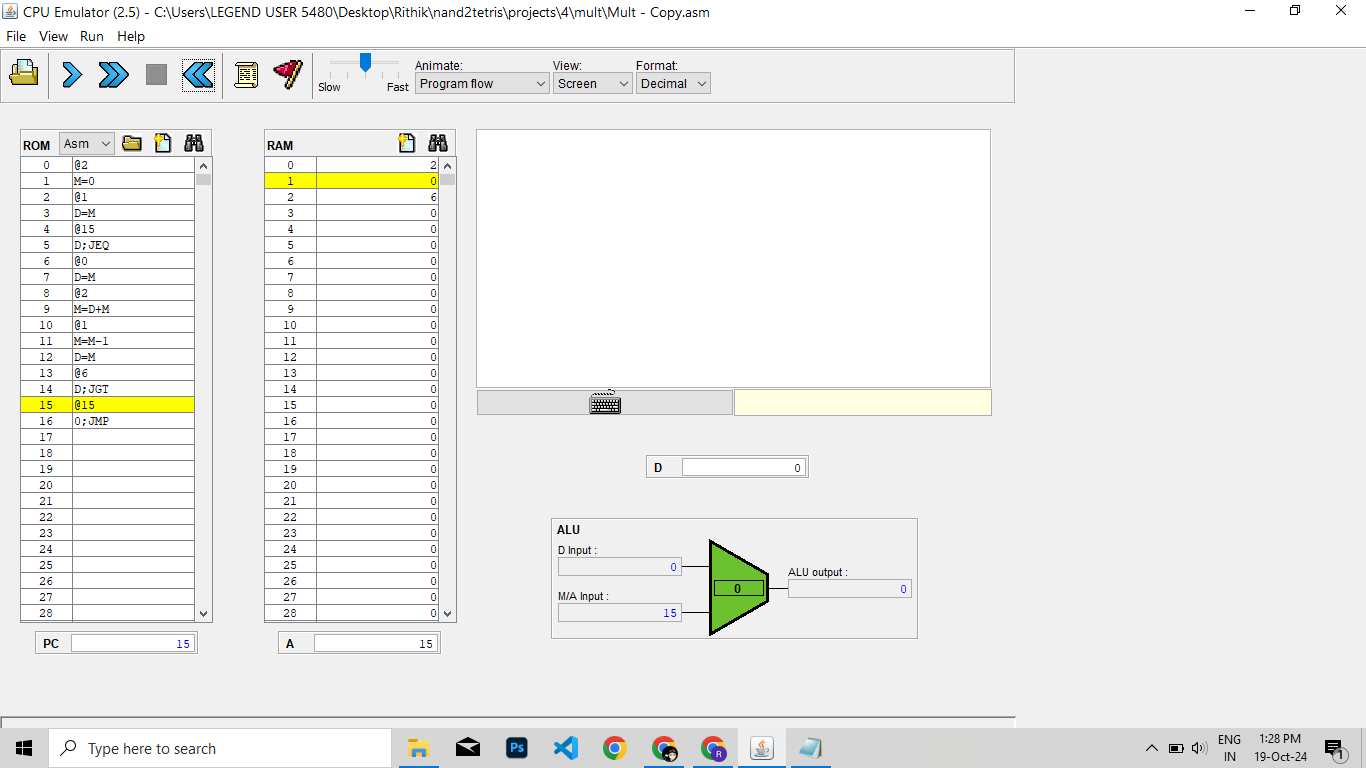 CPU Emulator (2.5) - C:\Users\LEGEND USER 5480\Desktop\Rithik\nand2tetris\projects\4\mult\Mult - Copy.asm
File View Run Help
Slow Fast
Animate: View: Format:
Program flow Screen Decimal
ROM Asm
0 @2
1 M=0
2 @1
3 D=M
4 @15
5 D;JEQ
6 @0
7 D=M
8 @2
9 M=D+M
10 @1
11 M=M-1
12 D=M
13 @6
14 D;JGT
15 @15
16 0;JMP
17
18
19
20
21
22
23
24
25
26
27
28
PC 15
RAM
0 2
1 0
2 6
3 0
4 0
5 0
6 0
7 0
8 0
9 0
10 0
11 0
12 0
13 0
14 0
15 0
16 0
17 0
18 0
19 0
20 0
21 0
22 0
23 0
24 0
25 0
26 0
27 0
28 0
A 15
D 0
ALU
D Input :
0
M/A Input :
15
0
ALU output :
0
Type here to search
Ps
R
ENG
IN
1:28 PM
19-Oct-24
1